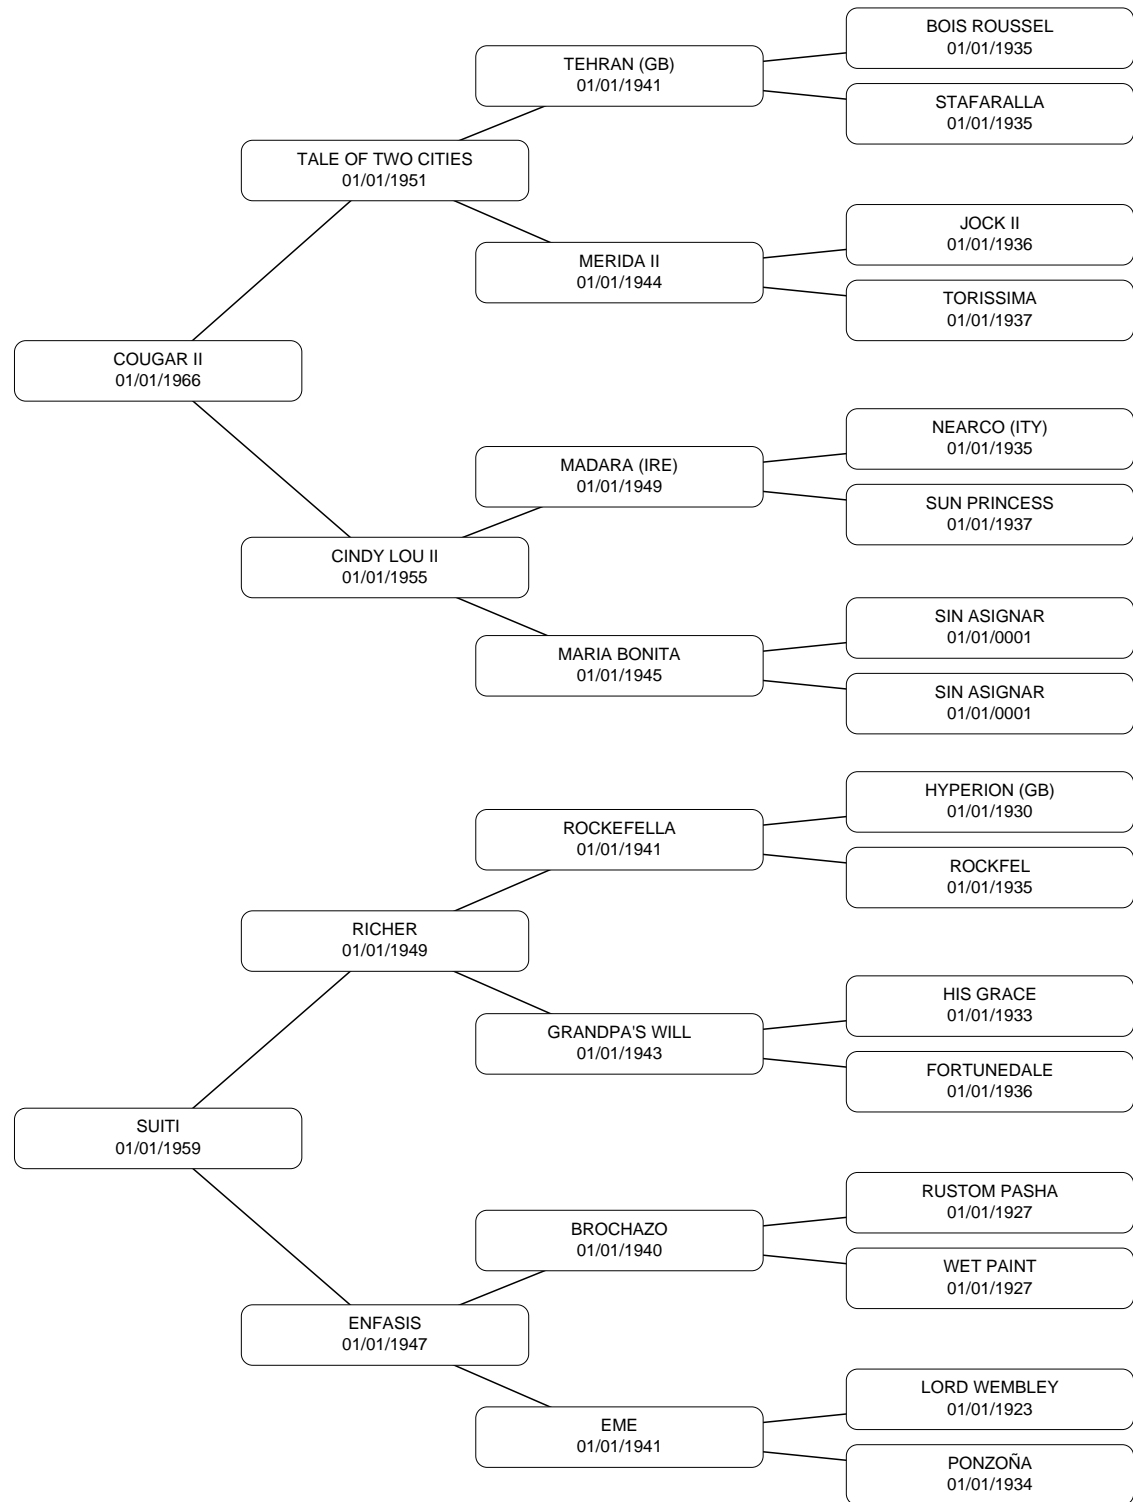 BOIS ROUSSEL
01/01/1935
TEHRAN (GB)
01/01/1941
STAFARALLA
01/01/1935
TALE OF TWO CITIES
01/01/1951
JOCK II
01/01/1936
MERIDA II
01/01/1944
TORISSIMA
01/01/1937
COUGAR II
01/01/1966
NEARCO (ITY)
01/01/1935
MADARA (IRE)
01/01/1949
SUN PRINCESS
01/01/1937
CINDY LOU II
01/01/1955
SIN ASIGNAR
01/01/0001
MARIA BONITA
01/01/1945
SIN ASIGNAR
01/01/0001
HYPERION (GB)
01/01/1930
ROCKEFELLA
01/01/1941
ROCKFEL
01/01/1935
RICHER
01/01/1949
HIS GRACE
01/01/1933
GRANDPA'S WILL
01/01/1943
FORTUNEDALE
01/01/1936
SUITI
01/01/1959
RUSTOM PASHA
01/01/1927
BROCHAZO
01/01/1940
WET PAINT
01/01/1927
ENFASIS
01/01/1947
LORD WEMBLEY
01/01/1923
EME
01/01/1941
PONZOÑA
01/01/1934